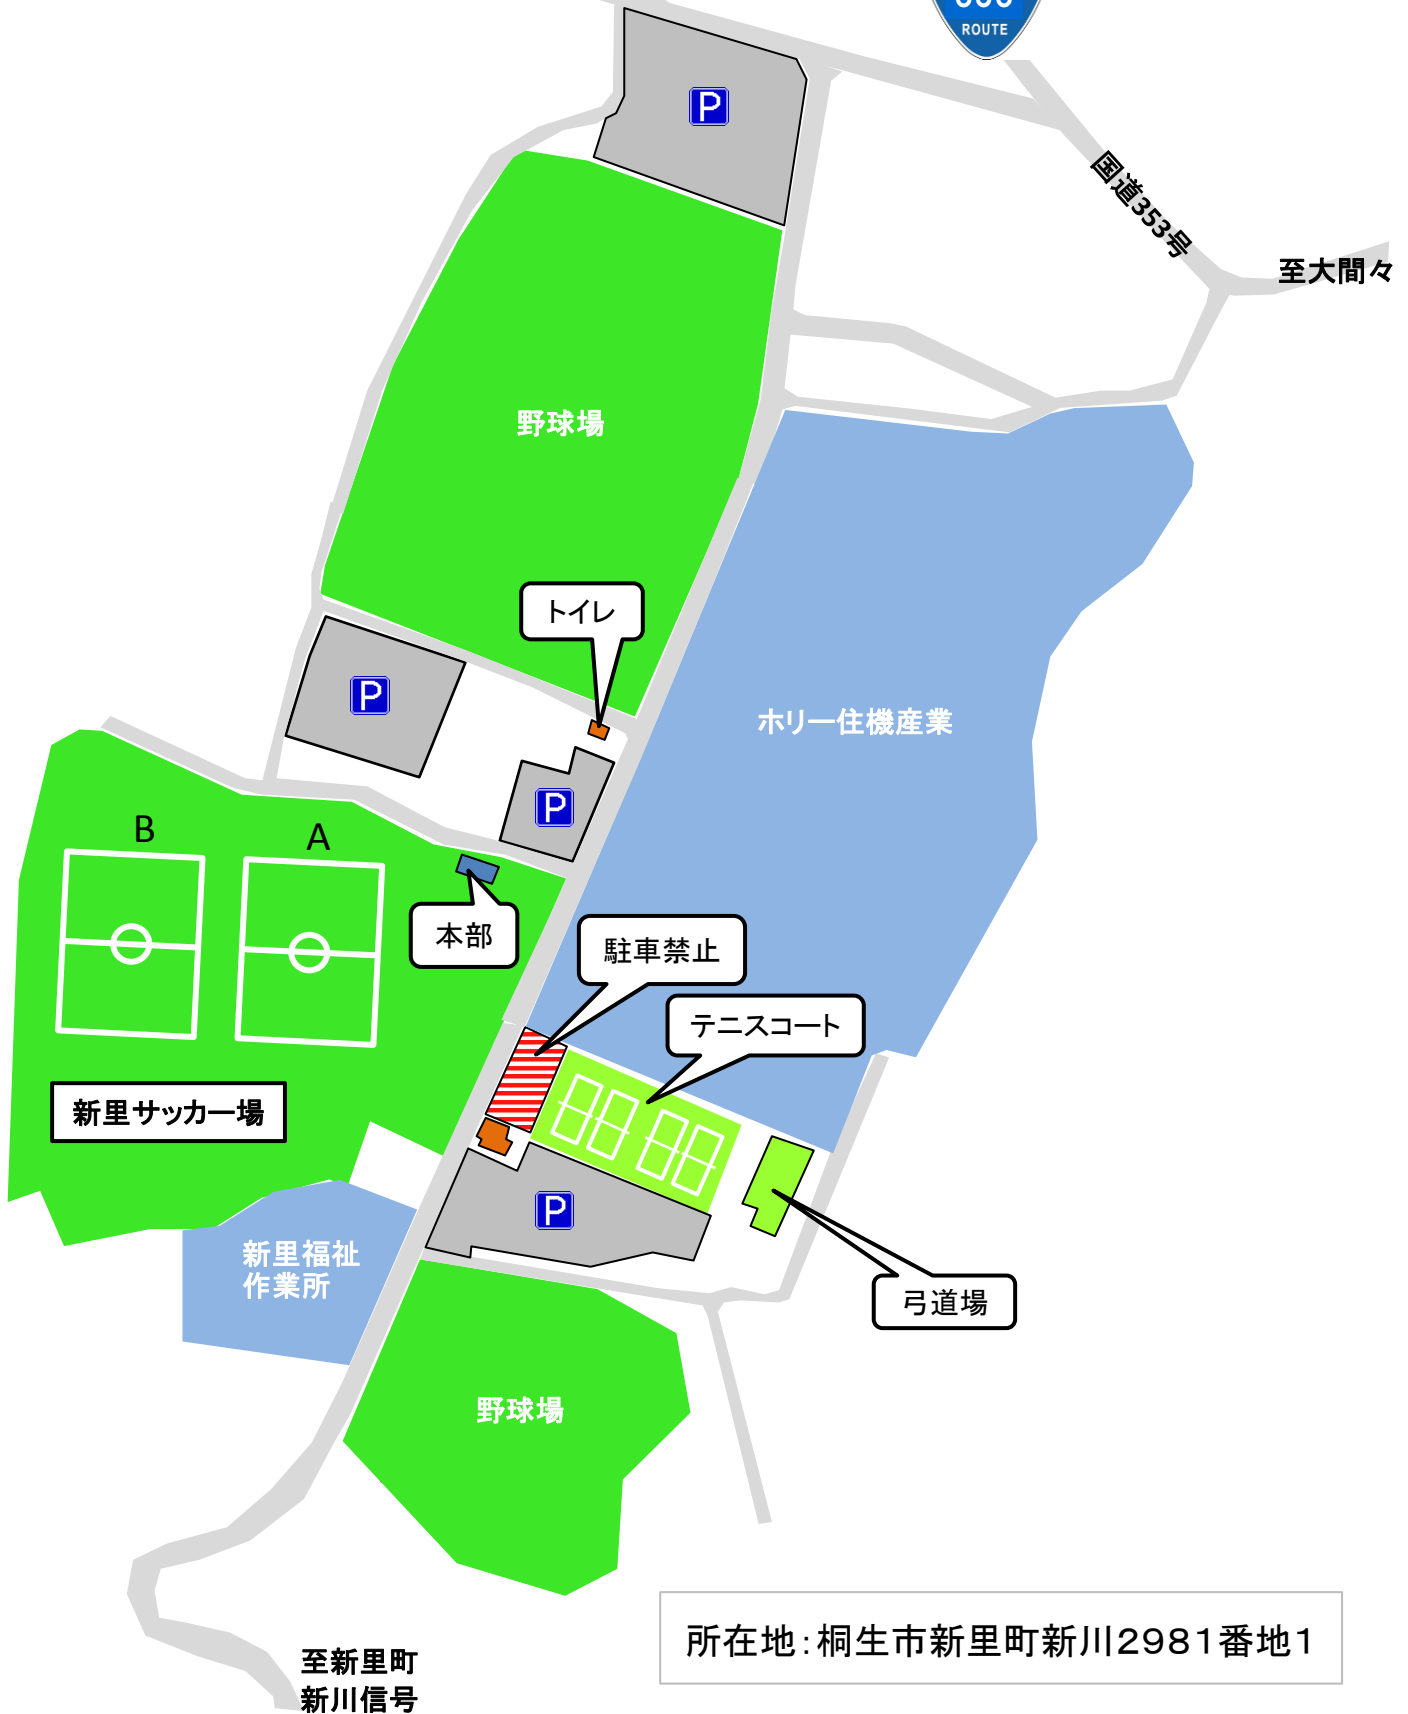 ROUTE
P
国道353号
至大間々
野球場
トイレ
P
ホリー住機産業
P
B
A
本部
駐車禁止
テニスコート
新里サッカー場
P
新里福祉
作業所
弓道場
野球場
所在地:桐生市新里町新川2981番地1
至新里町
新川信号